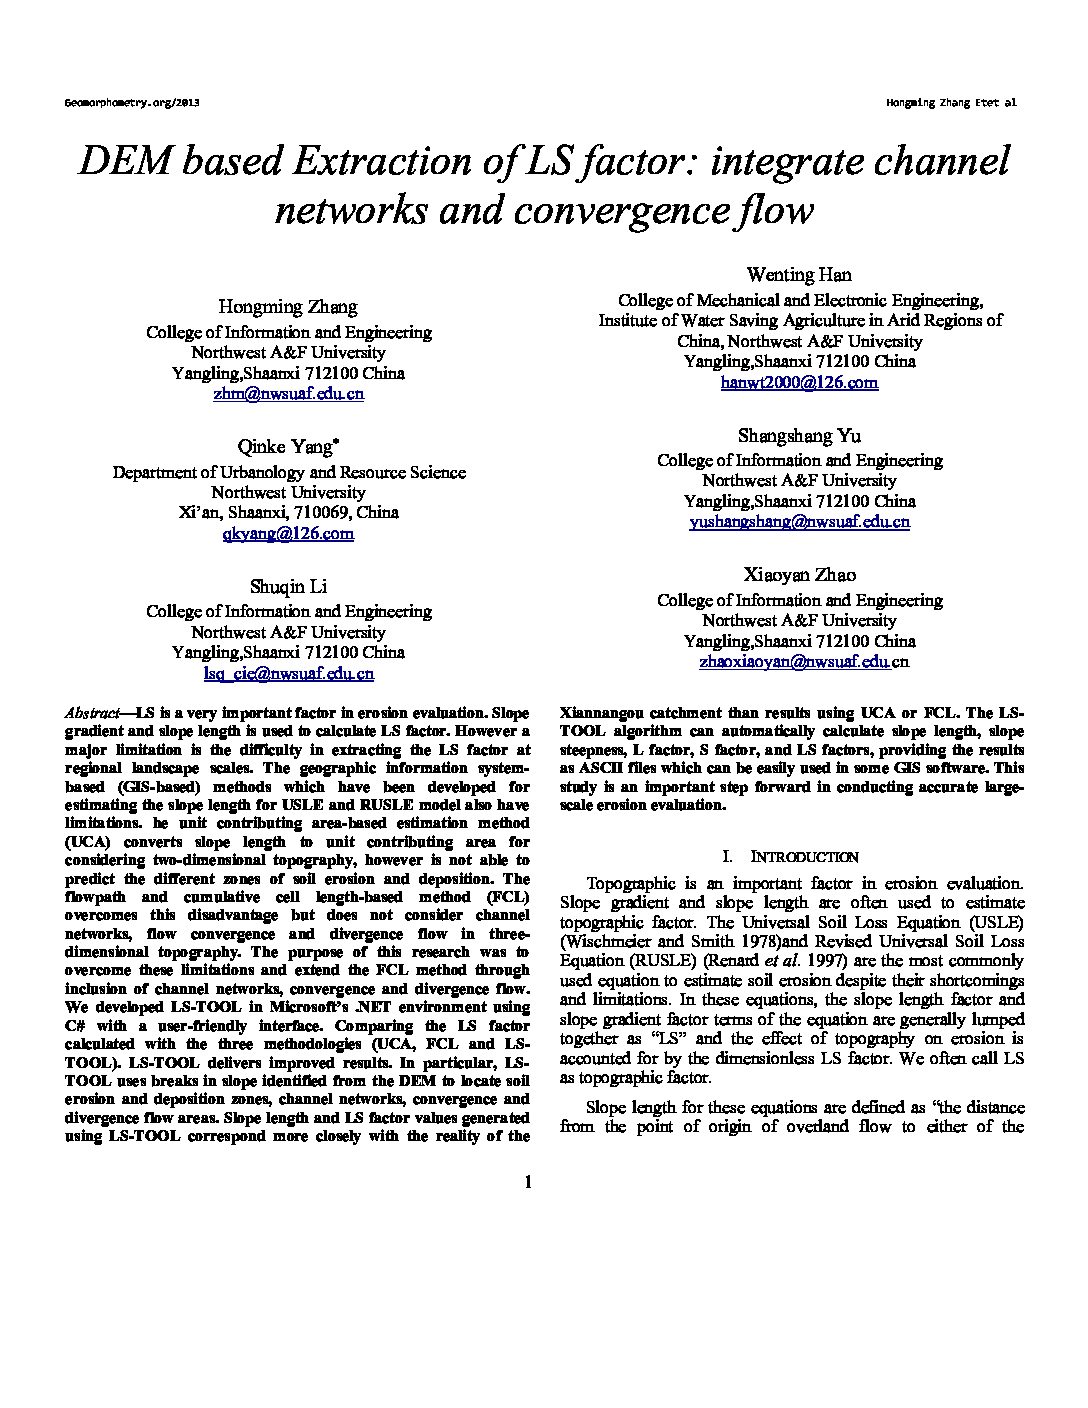 Geomorphometry.org/2013
Hongming Zhang Etet al
DEM based Extraction of LS factor: integrate channel
networks and convergence flow
Hongming Zhang
College of Information and Engineering
Northwest A&F University
Yangling,Shaanxi 712100 China
zhm@nwsuaf.edu.cn
Qinke Yang*
Department of Urbanology and Resource Science
Northwest University
Xi’an, Shaanxi, 710069, China
qkyang@126.com
Shuqin Li
College of Information and Engineering
Northwest A&F University
Yangling,Shaanxi 712100 China
lsq_cie@nwsuaf.edu.cn
Wenting Han
College of Mechanical and Electronic Engineering,
Institute of Water Saving Agriculture in Arid Regions of
China, Northwest A&F University
Yangling,Shaanxi 712100 China
hanwt2000@126.com
Shangshang Yu
College of Information and Engineering
Northwest A&F University
Yangling,Shaanxi 712100 China
yushangshang@nwsuaf.edu.cn
Xiaoyan Zhao
College of Information and Engineering
Northwest A&F University
Yangling,Shaanxi 712100 China
zhaoxiaoyan@nwsuaf.edu.cn
Abstract—LS is a very important factor in erosion evaluation. Slope
gradient and slope length is used to calculate LS factor. However a
major limitation is the difficulty in extracting the LS factor at
regional landscape scales. The geographic information system-
based (GIS-based) methods which have been developed for
estimating the slope length for USLE and RUSLE model also have
limitations. he unit contributing area-based estimation method
(UCA) converts slope length to unit contributing area for
considering two-dimensional topography, however is not able to
predict the different zones of soil erosion and deposition. The
flowpath and cumulative cell length-based method (FCL)
overcomes this disadvantage but does not consider channel
networks, flow convergence and divergence flow in three-
dimensional topography. The purpose of this research was to
overcome these limitations and extend the FCL method through
inclusion of channel networks, convergence and divergence flow.
We developed LS-TOOL in Microsoft’s .NET environment using
C# with a user-friendly interface. Comparing the LS factor
calculated with the three methodologies (UCA, FCL and LS-
TOOL). LS-TOOL delivers improved results. In particular, LS-
TOOL uses breaks in slope identified from the DEM to locate soil
erosion and deposition zones, channel networks, convergence and
divergence flow areas. Slope length and LS factor values generated
using LS-TOOL correspond more closely with the reality of the
Xiannangou catchment than results using UCA or FCL. The LS-
TOOL algorithm can automatically calculate slope length, slope
steepness, L factor, S factor, and LS factors, providing the results
as ASCII files which can be easily used in some GIS software. This
study is an important step forward in conducting accurate large-
scale erosion evaluation.
I. INTRODUCTION
Topographic is an important factor in erosion evaluation.
Slope gradient and slope length are often used to estimate
topographic factor. The Universal Soil Loss Equation (USLE)
(Wischmeier and Smith 1978)and Revised Universal Soil Loss
Equation (RUSLE) (Renard et al. 1997) are the most commonly
used equation to estimate soil erosion despite their shortcomings
and limitations. In these equations, the slope length factor and
slope gradient factor terms of the equation are generally lumped
together as “LS” and the effect of topography on erosion is
accounted for by the dimensionless LS factor. We often call LS
as topographic factor.
Slope length for these equations are defined as “the distance
from the point of origin of overland flow to either of the
1